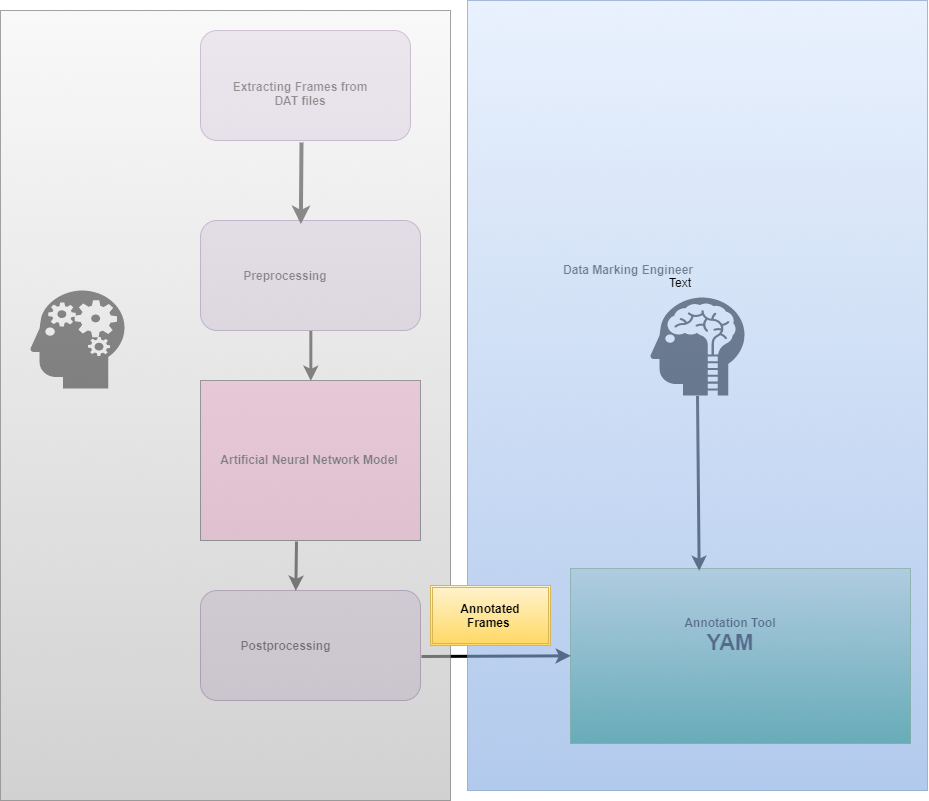 Extracting Frames from
DAT files
Preprocessing
Artificial Neural Network Model
Postprocessing
Annotated
Frames
Data Marking Engineer
Text
Annotation Tool
YAM